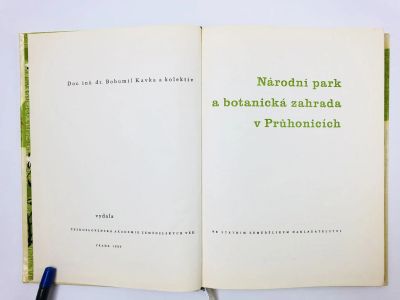 Doc. inž. dr. Bohumil Kavka a kolektiv
vydala
ČESKOSLOVENSKÁ AKADEMIE ZEMĚDĚLSKÝCH VĚD
PRAHA
Národní park
a botanická zahrada
v Průhonicích
VE STÁTNÍM ZEMĚDĚLSKÉM NAKLADATELSTVÍ